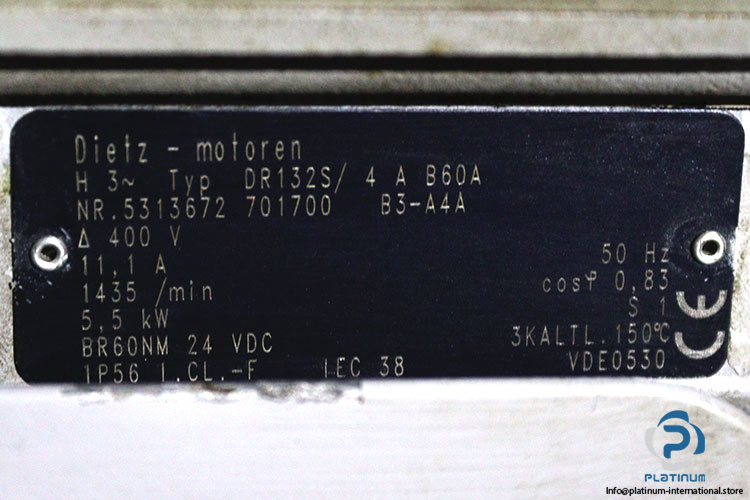 Dietz - motoren
H 3~ Typ DR132S/ 4 A B60A
NR.5313672 701700 B3-A4A
Δ 400 V
50 Hz
11,1 A
cosφ 0,83
1435 /min
S 1
5,5 kW
3KALTL.150°C
BR60NM 24 VDC
VDE0530
IP56 I.CL.-F IEC 38
CE
PLATINUM
Info@platinum-international.store